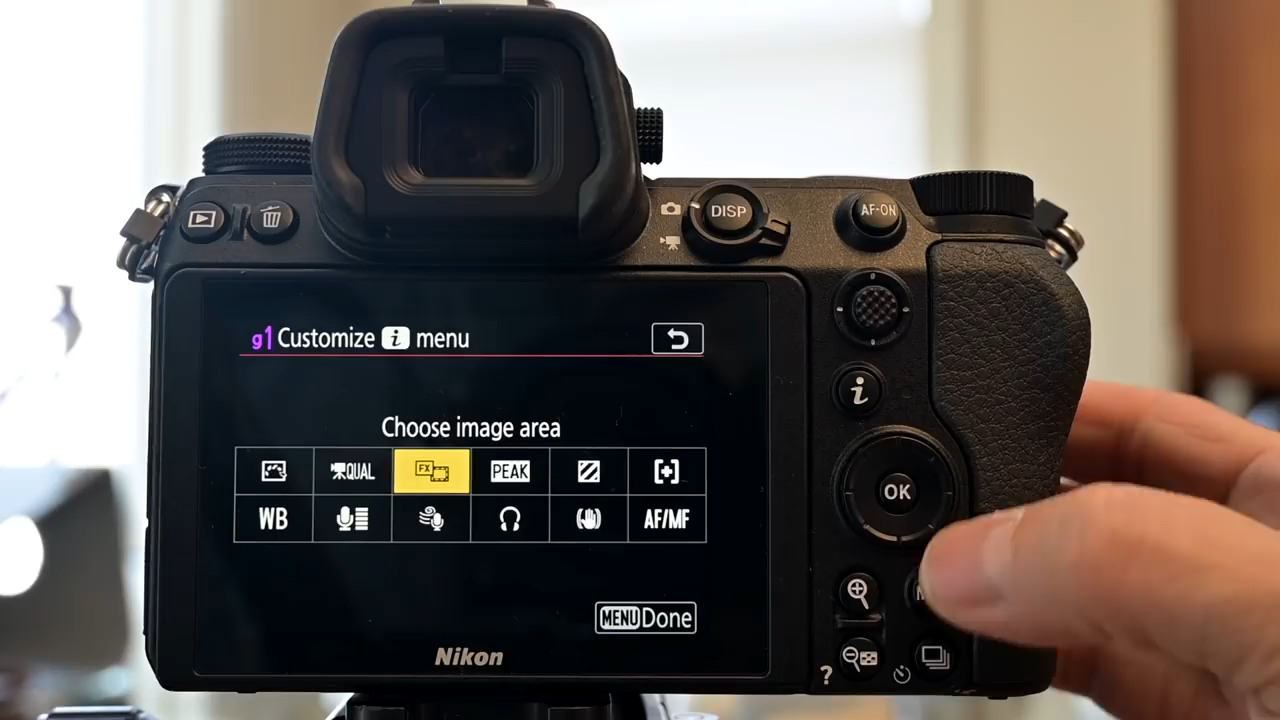 DISP
AF-ON
g1 Customize i menu
i
Choose image area
QUAL FX PEAK
OK
WB AF/MF
MENU Done
Nikon
?